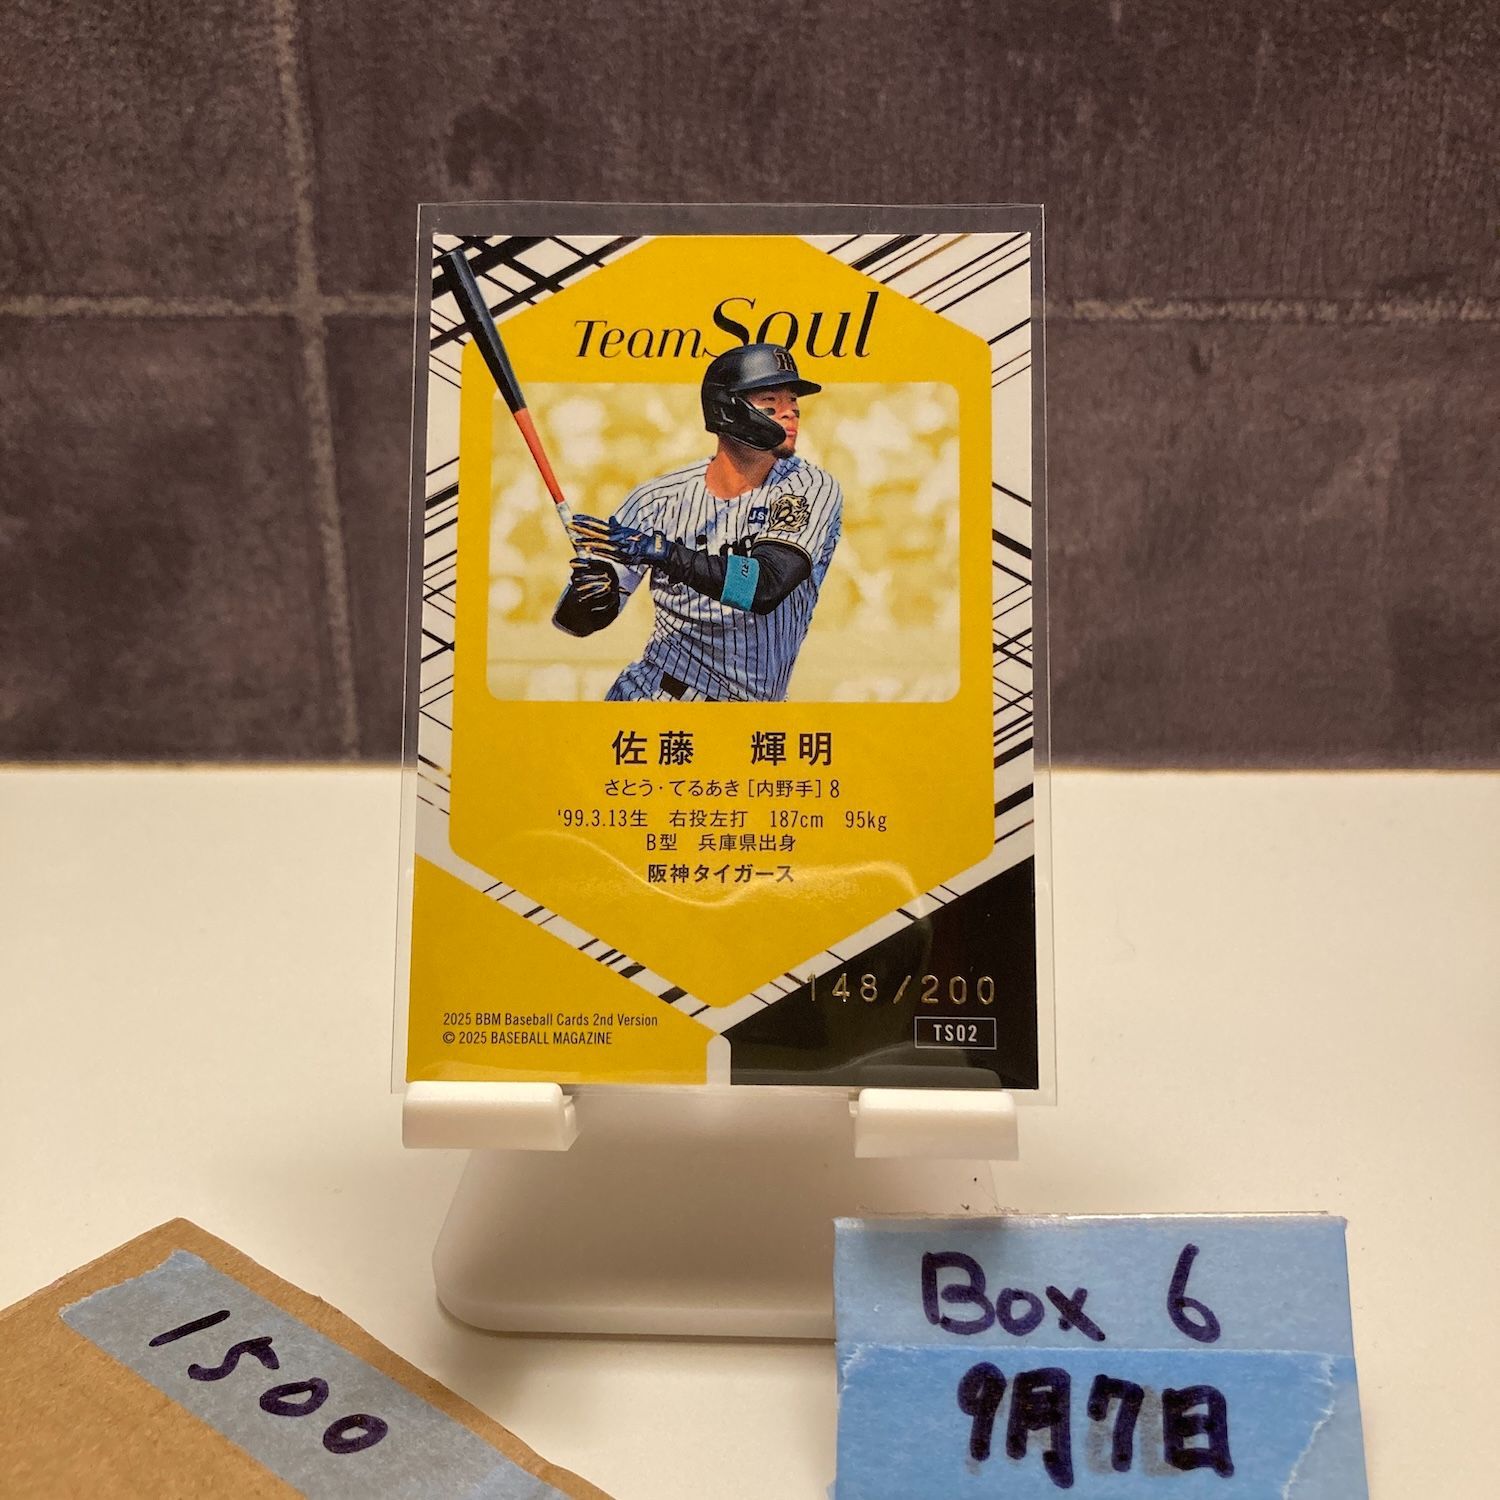 Team Soul
H
JS
佐藤 輝明
さとう・てるあき [内野手] 8
'99.3.13生 右投左打 187cm 95kg
B型 兵庫県出身
阪神タイガース
148/200
TS02
2025 BBM Baseball Cards 2nd Version
© 2025 BASEBALL MAGAZINE
1500
Box 6
9月7日